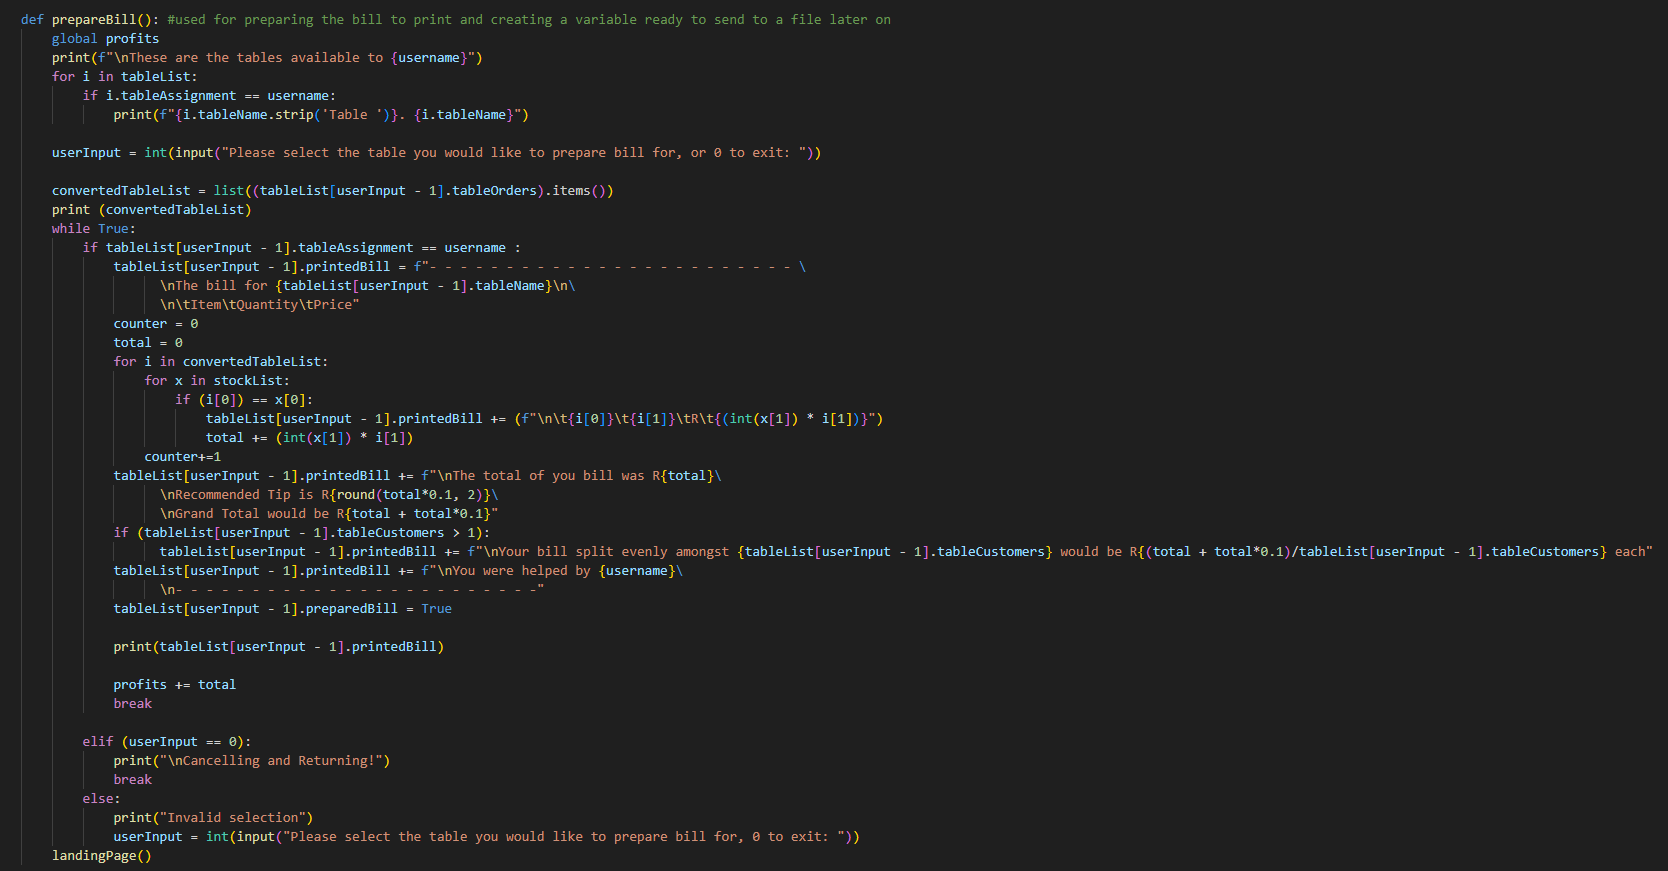 def prepareBill(): #used for preparing the bill to print and creating a variable ready to send to a file later on
    global profits
    print(f"\nThese are the tables available to {username}")
    for i in tableList:
        if i.tableAssignment == username:
            print(f"{i.tableName.strip('Table ')}. {i.tableName}")

    userInput = int(input("Please select the table you would like to prepare bill for, or 0 to exit: "))

    convertedTableList = list((tableList[userInput - 1].tableOrders).items())
    print (convertedTableList)
    while True:
        if tableList[userInput - 1].tableAssignment == username :
            tableList[userInput - 1].printedBill = f"- - - - - - - - - - - - - - - - - - - - - - - - \
                  \nThe bill for {tableList[userInput - 1].tableName}\n\
                  \n\tItem\tQuantity\tPrice"
            counter = 0
            total = 0
            for i in convertedTableList:
                for x in stockList:
                    if (i[0]) == x[0]:
                        tableList[userInput - 1].printedBill += (f"\n\t{i[0]}\t{i[1]}\tR\t{(int(x[1]) * i[1])}")
                        total += (int(x[1]) * i[1])
                counter+=1
            tableList[userInput - 1].printedBill += f"\nThe total of you bill was R{total}\
                  \nRecommended Tip is R{round(total*0.1, 2)}\
                  \nGrand Total would be R{total + total*0.1}"
            if (tableList[userInput - 1].tableCustomers > 1):
                  tableList[userInput - 1].printedBill += f"\nYour bill split evenly amongst {tableList[userInput - 1].tableCustomers} would be R{(total + total*0.1)/tableList[userInput - 1].tableCustomers} each"
            tableList[userInput - 1].printedBill += f"\nYou were helped by {username}\
                  \n- - - - - - - - - - - - - - - - - - - - - - - -"
            tableList[userInput - 1].preparedBill = True

            print(tableList[userInput - 1].printedBill)

            profits += total
            break

        elif (userInput == 0):
            print("\nCancelling and Returning!")
            break
        else:
            print("Invalid selection")
            userInput = int(input("Please select the table you would like to prepare bill for, 0 to exit: "))
    landingPage()